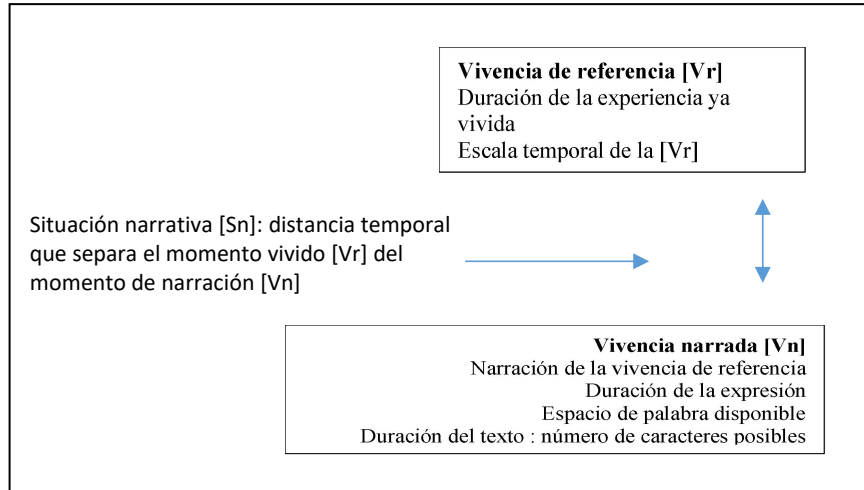 Vivencia de referencia [Vr]
Duración de la experiencia ya
vivida
Escala temporal de la [Vr]
Situación narrativa [Sn]: distancia temporal
que separa el momento vivido [Vr] del
momento de narración [Vn]
Vivencia narrada [Vn]
Narración de la vivencia de referencia
Duración de la expresión
Espacio de palabra disponible
Duración del texto : número de caracteres posibles